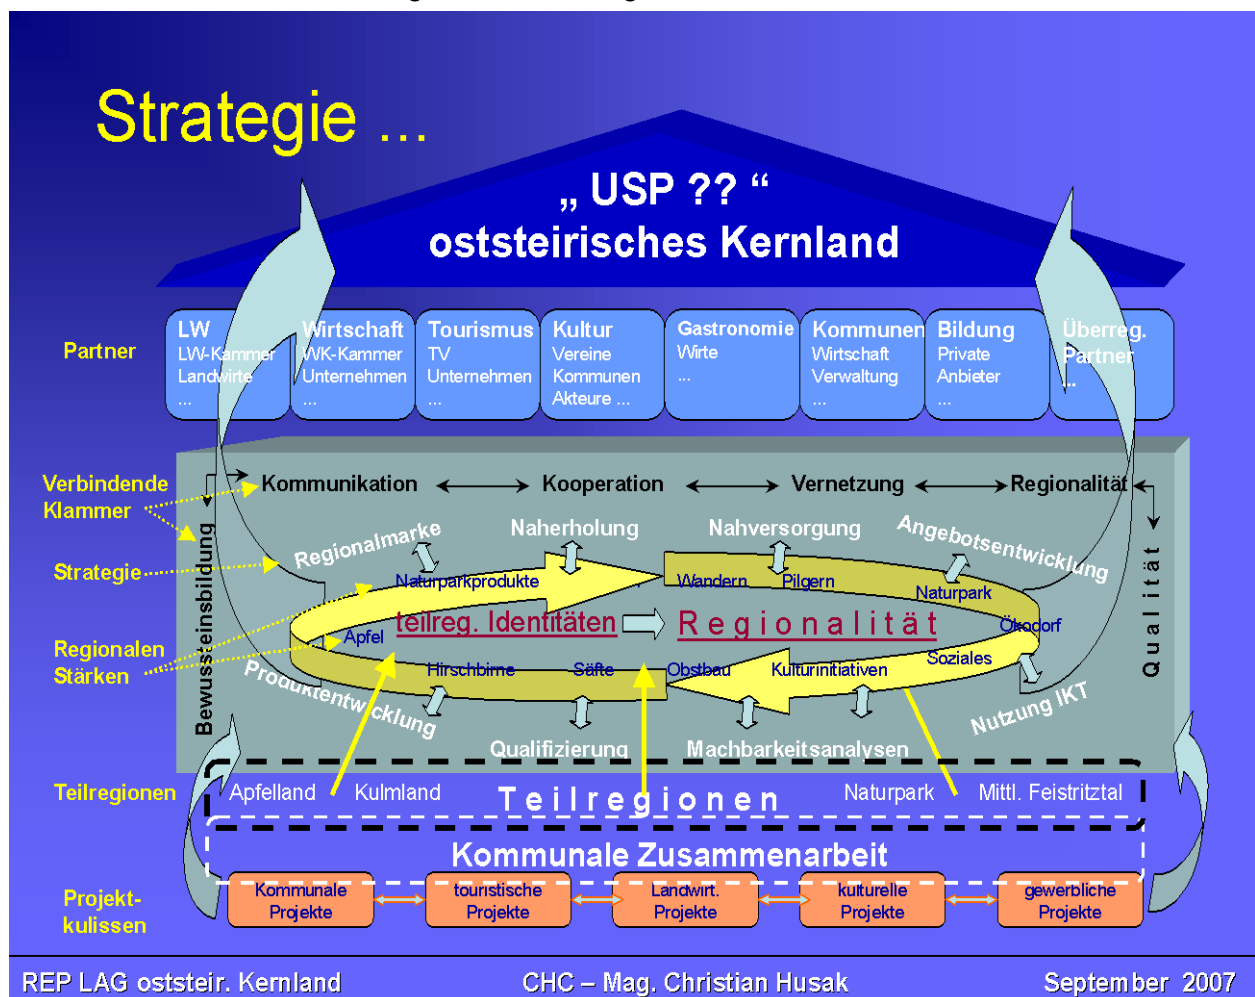 Strategie ...
„ USP ?? “
oststeirisches Kernland
Partner
LW
LW-Kammer
Landwirte
...
Wirtschaft
WK-Kammer
Unternehmen
...
Tourismus
TV
Unternehmen
...
Kultur
Vereine
Kommunen
Akteure ...
Gastronomie
Wirte
...
Kommunen
Wirtschaft
Verwaltung
...
Bildung
Private
Anbieter
...
Überreg.
Partner
...
Verbindende
Klammer
Kommunikation
Kooperation
Vernetzung
Regionalität
Bewusstseinsbildung
Qualität
Strategie
Regionalmarke
Naherholung
Nahversorgung
Angebotsentwicklung
Naturparkprodukte
Wandern
Pilgern
Naturpark
Ökodorf
teilreg. Identitäten
Regionalität
Regionalen
Stärken
Apfel
Hirschbirne
Säfte
Obstbau
Kulturinitiativen
Soziales
Produktentwicklung
Qualifizierung
Machbarkeitsanalysen
Nutzung IKT
Teilregionen
Apfelland
Kulmland
Teilregionen
Naturpark
Mittl. Feistritztal
Kommunale Zusammenarbeit
Projekt-
kulissen
Kommunale
Projekte
touristische
Projekte
Landwirt.
Projekte
kulturelle
Projekte
gewerbliche
Projekte
REP LAG oststeir. Kernland
CHC – Mag. Christian Husak
September 2007